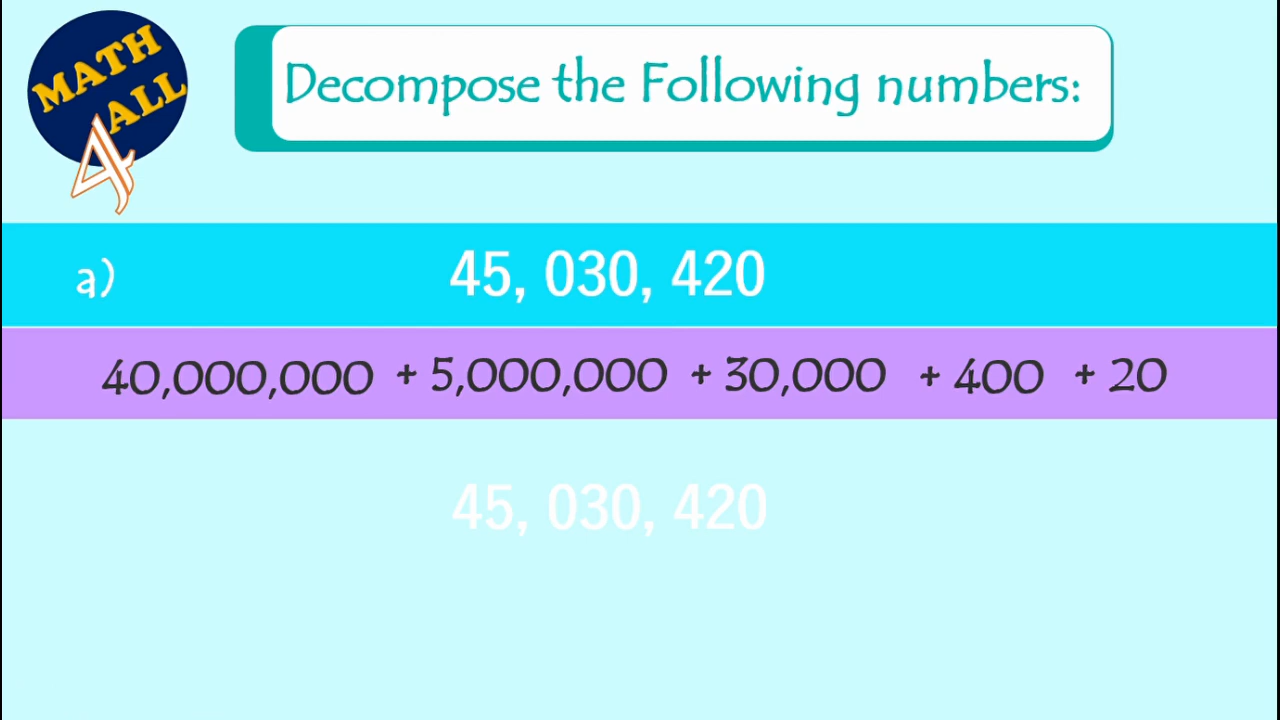 MATH
4 ALL
Decompose the Following numbers:
a) 45, 030, 420
40,000,000 + 5,000,000 + 30,000 + 400 + 20
45, 030, 420